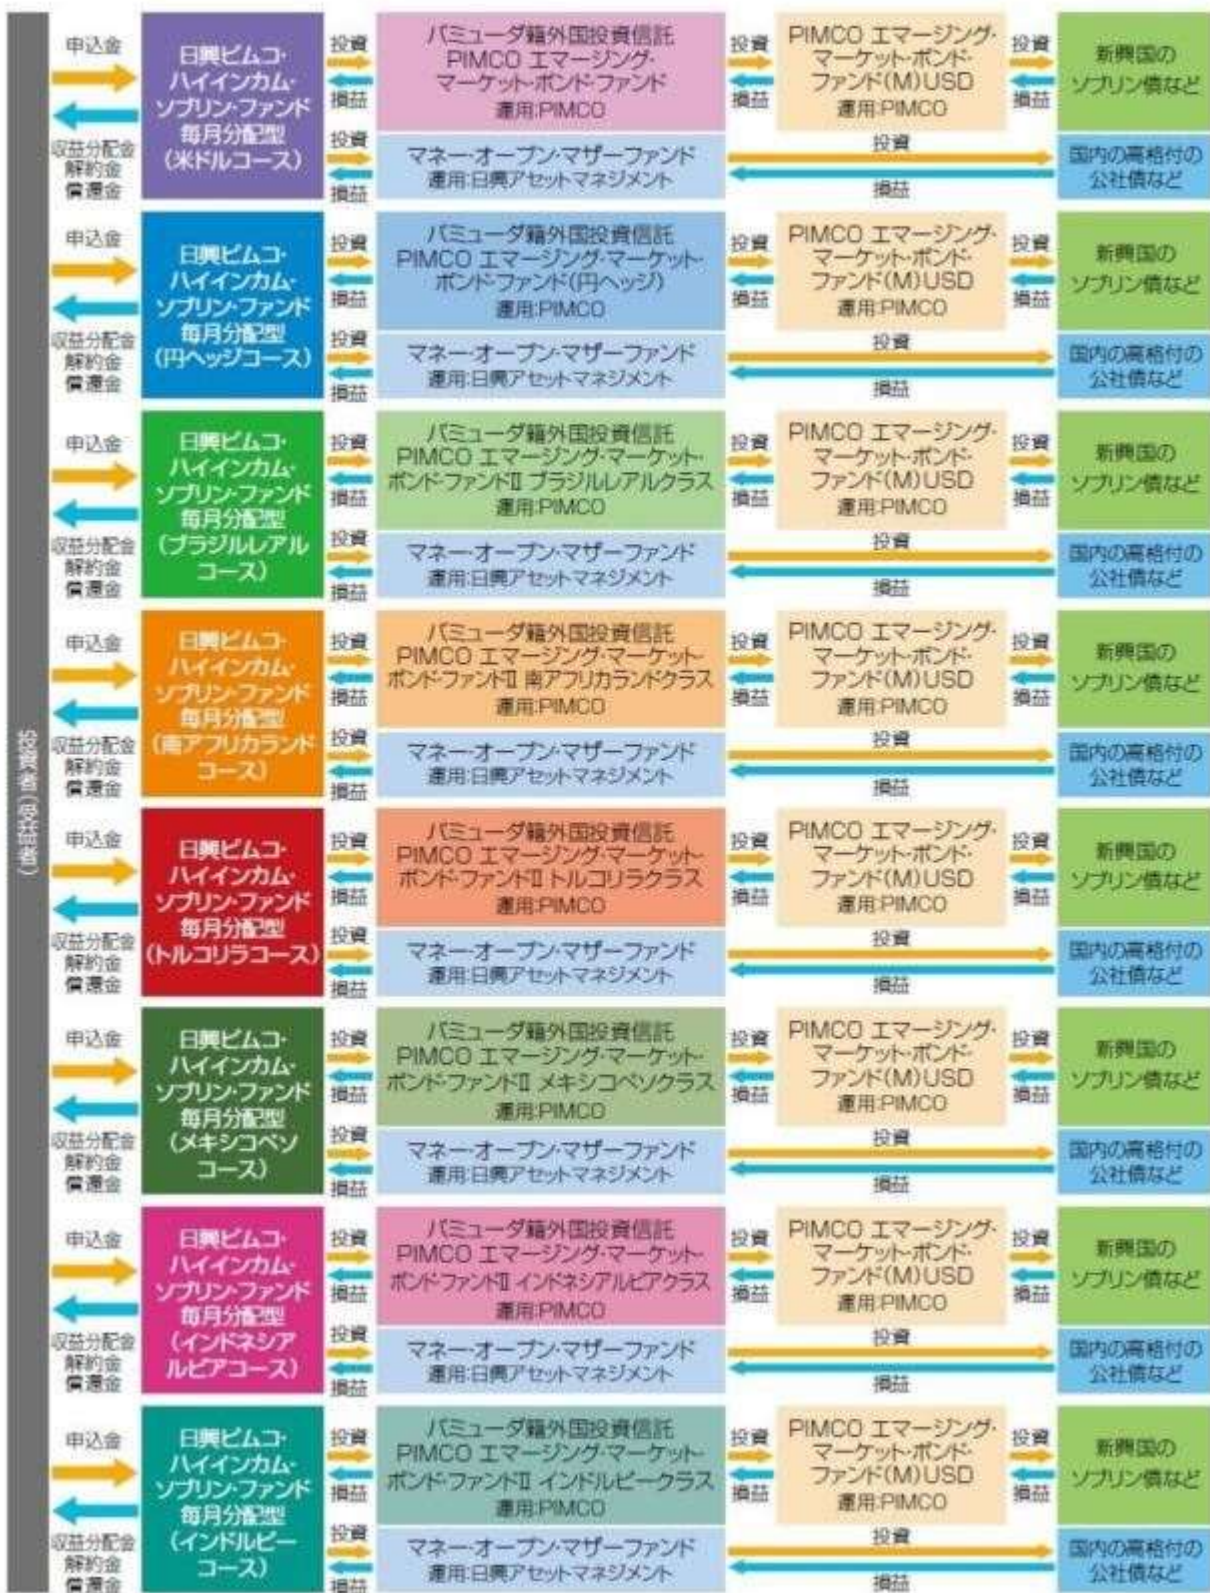 投資者(受益者)
申込金
収益分配金
解約金
償還金
日興ピムコ・
ハイインカム・
ソブリン・ファンド
毎月分配型
(米ドルコース)
投資
損益
投資
損益
バミューダ籍外国投資信託
PIMCO エマージング・
マーケット・ボンド・ファンド
運用:PIMCO
マネー・オープン・マザーファンド
運用:日興アセットマネジメント
投資
損益
PIMCO エマージング・
マーケット・ボンド・
ファンド(M)USD
運用:PIMCO
投資
損益
投資
損益
新興国の
ソブリン債など
国内の高格付の
公社債など
申込金
収益分配金
解約金
償還金
日興ピムコ・
ハイインカム・
ソブリン・ファンド
毎月分配型
(円ヘッジコース)
投資
損益
投資
損益
バミューダ籍外国投資信託
PIMCO エマージング・マーケット・
ボンド・ファンド(円ヘッジ)
運用:PIMCO
マネー・オープン・マザーファンド
運用:日興アセットマネジメント
投資
損益
PIMCO エマージング・
マーケット・ボンド・
ファンド(M)USD
運用:PIMCO
投資
損益
投資
損益
新興国の
ソブリン債など
国内の高格付の
公社債など
申込金
収益分配金
解約金
償還金
日興ピムコ・
ハイインカム・
ソブリン・ファンド
毎月分配型
(ブラジルレアル
コース)
投資
損益
投資
損益
バミューダ籍外国投資信託
PIMCO エマージング・マーケット・
ボンド・ファンドⅡ ブラジルレアルクラス
運用:PIMCO
マネー・オープン・マザーファンド
運用:日興アセットマネジメント
投資
損益
PIMCO エマージング・
マーケット・ボンド・
ファンド(M)USD
運用:PIMCO
投資
損益
投資
損益
新興国の
ソブリン債など
国内の高格付の
公社債など
申込金
収益分配金
解約金
償還金
日興ピムコ・
ハイインカム・
ソブリン・ファンド
毎月分配型
(南アフリカランド
コース)
投資
損益
投資
損益
バミューダ籍外国投資信託
PIMCO エマージング・マーケット・
ボンド・ファンドⅡ 南アフリカランドクラス
運用:PIMCO
マネー・オープン・マザーファンド
運用:日興アセットマネジメント
投資
損益
PIMCO エマージング・
マーケット・ボンド・
ファンド(M)USD
運用:PIMCO
投資
損益
投資
損益
新興国の
ソブリン債など
国内の高格付の
公社債など
申込金
収益分配金
解約金
償還金
日興ピムコ・
ハイインカム・
ソブリン・ファンド
毎月分配型
(トルコリラコース)
投資
損益
投資
損益
バミューダ籍外国投資信託
PIMCO エマージング・マーケット・
ボンド・ファンドⅡ トルコリラクラス
運用:PIMCO
マネー・オープン・マザーファンド
運用:日興アセットマネジメント
投資
損益
PIMCO エマージング・
マーケット・ボンド・
ファンド(M)USD
運用:PIMCO
投資
損益
投資
損益
新興国の
ソブリン債など
国内の高格付の
公社債など
申込金
収益分配金
解約金
償還金
日興ピムコ・
ハイインカム・
ソブリン・ファンド
毎月分配型
(メキシコペソ
コース)
投資
損益
投資
損益
バミューダ籍外国投資信託
PIMCO エマージング・マーケット・
ボンド・ファンドⅡ メキシコペソクラス
運用:PIMCO
マネー・オープン・マザーファンド
運用:日興アセットマネジメント
投資
損益
PIMCO エマージング・
マーケット・ボンド・
ファンド(M)USD
運用:PIMCO
投資
損益
投資
損益
新興国の
ソブリン債など
国内の高格付の
公社債など
申込金
収益分配金
解約金
償還金
日興ピムコ・
ハイインカム・
ソブリン・ファンド
毎月分配型
(インドネシア
ルピアコース)
投資
損益
投資
損益
バミューダ籍外国投資信託
PIMCO エマージング・マーケット・
ボンド・ファンドⅡ インドネシアルピアクラス
運用:PIMCO
マネー・オープン・マザーファンド
運用:日興アセットマネジメント
投資
損益
PIMCO エマージング・
マーケット・ボンド・
ファンド(M)USD
運用:PIMCO
投資
損益
投資
損益
新興国の
ソブリン債など
国内の高格付の
公社債など
申込金
収益分配金
解約金
償還金
日興ピムコ・
ハイインカム・
ソブリン・ファンド
毎月分配型
(インドルピー
コース)
投資
損益
投資
損益
バミューダ籍外国投資信託
PIMCO エマージング・マーケット・
ボンド・ファンドⅡ インドルピークラス
運用:PIMCO
マネー・オープン・マザーファンド
運用:日興アセットマネジメント
投資
損益
PIMCO エマージング・
マーケット・ボンド・
ファンド(M)USD
運用:PIMCO
投資
損益
投資
損益
新興国の
ソブリン債など
国内の高格付の
公社債など